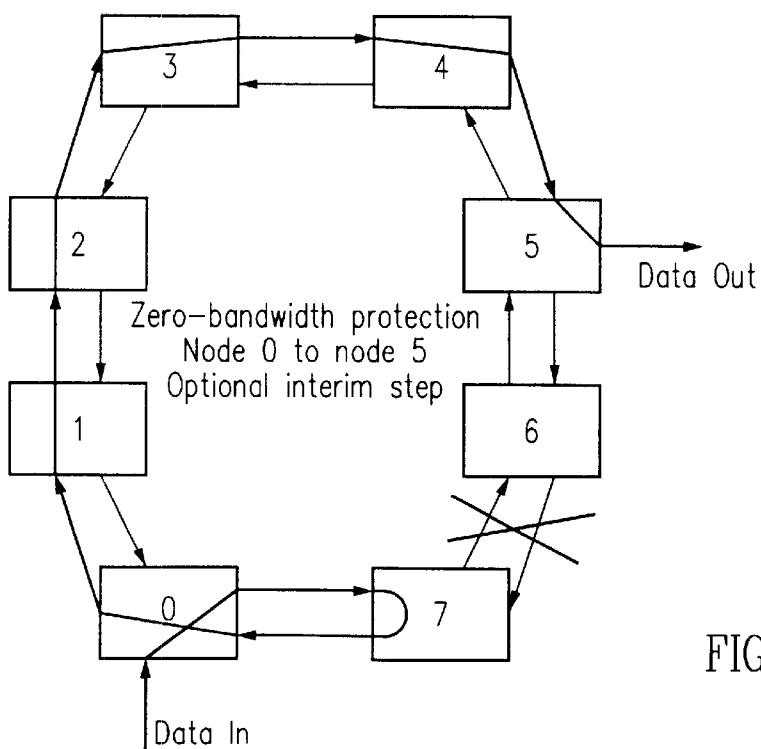 3
4
2
5
Data Out
Zero-bandwidth protection
Node 0 to node 5
Optional interim step
1
6
0
7
FIG
Data In